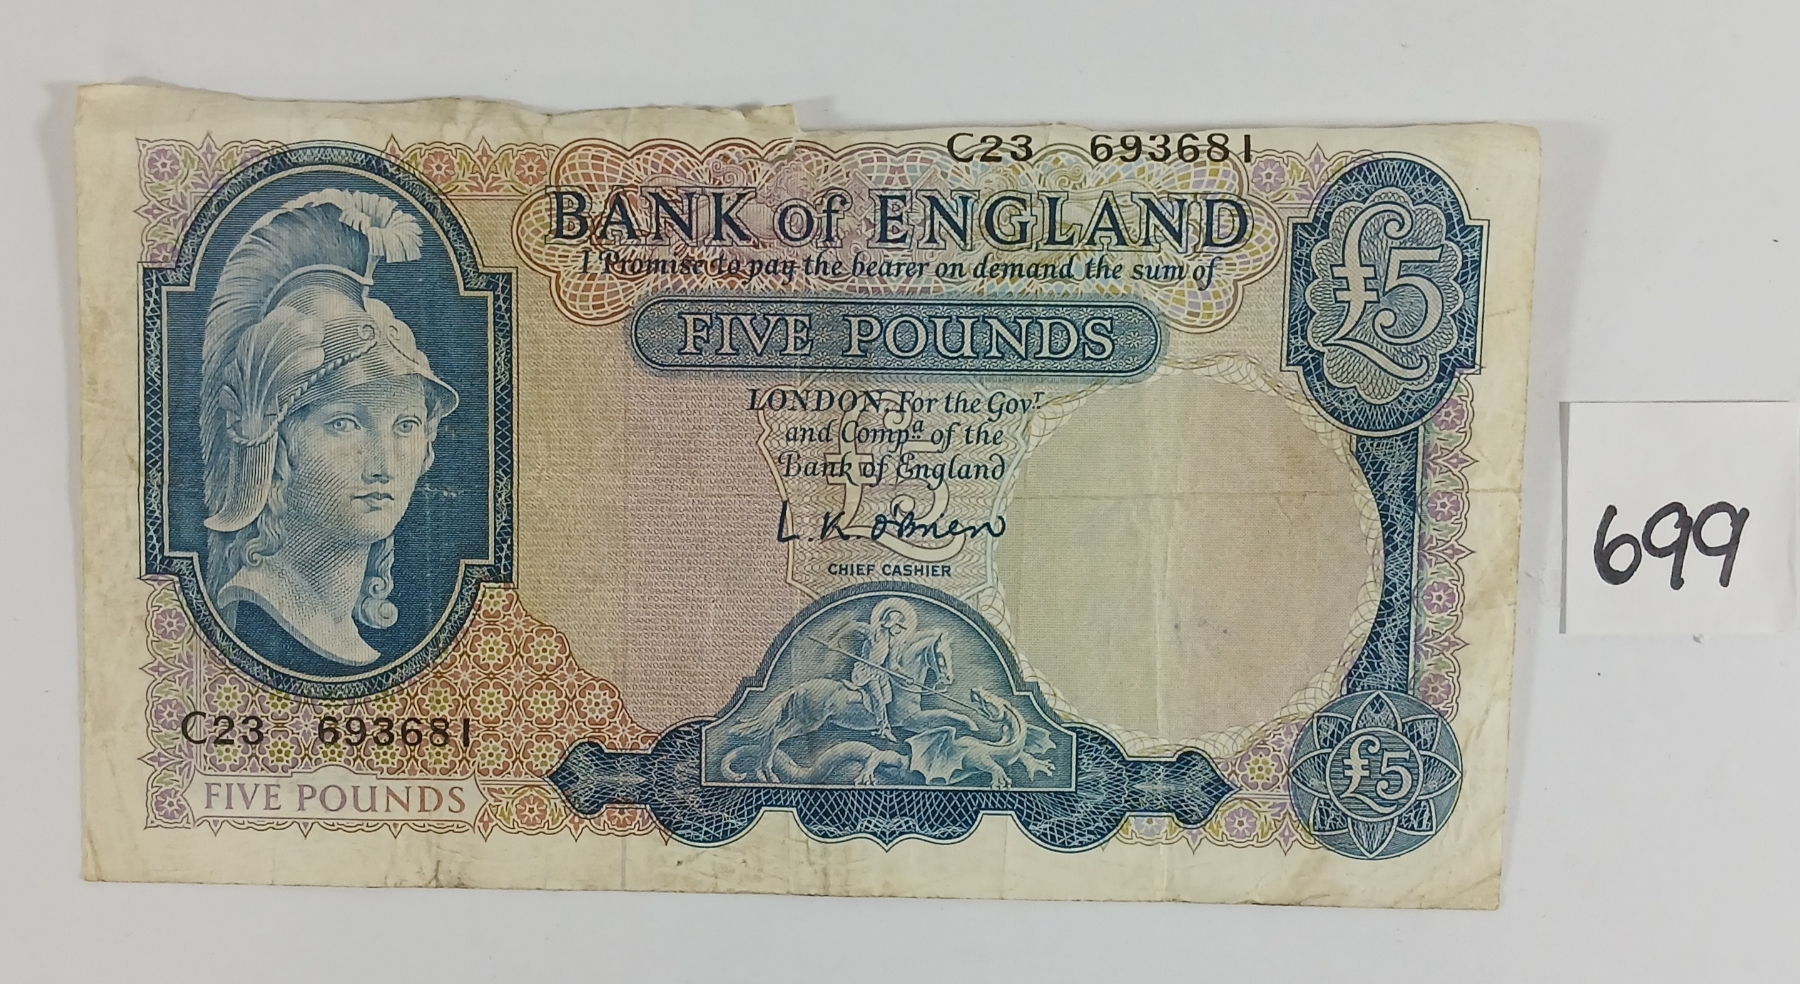 C23 693681
BANK of ENGLAND
I Promise to pay the bearer on demand the sum of
FIVE POUNDS
£5
LONDON, For the Govr.
and Compa. of the
Bank of England
£5
L. K. O'Brien
CHIEF CASHIER
699
C23 693681
FIVE POUNDS
£5